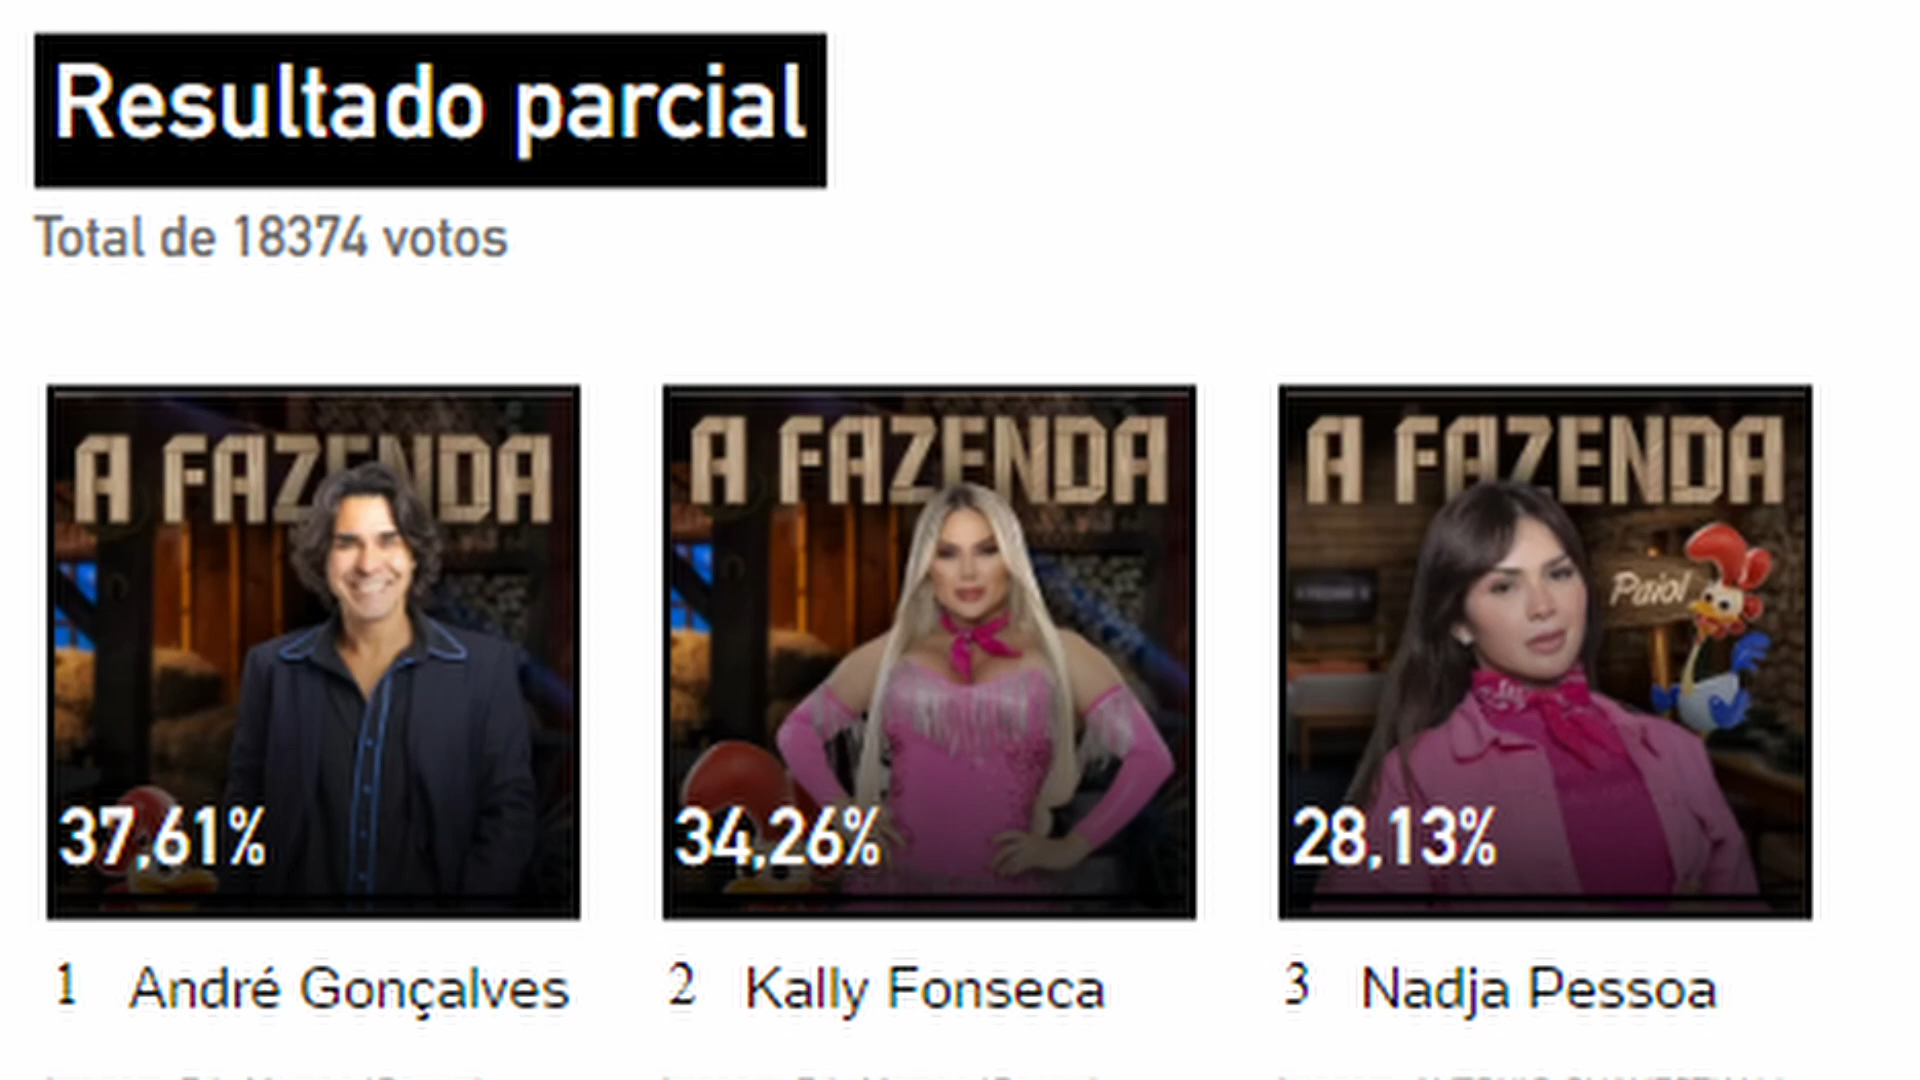 Resultado parcial
Total de 18374 votos
A FAZENDA
A FAZENDA
A FAZENDA
Paiol
37,61%
34,26%
28,13%
1 André Gonçalves
2 Kally Fonseca
3 Nadja Pessoa